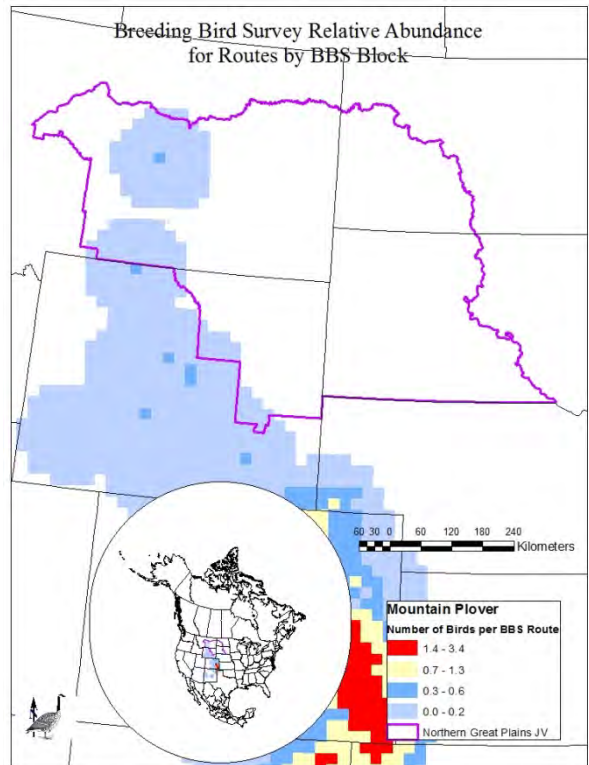 Breeding Bird Survey Relative Abundance
for Routes by BBS Block
60 30 0 60 120 180 240
Kilometers
Mountain Plover
Number of Birds per BBS Route
1.4 - 3.4
0.7 - 1.3
0.3 - 0.6
0.0 - 0.2
Northern Great Plains JV